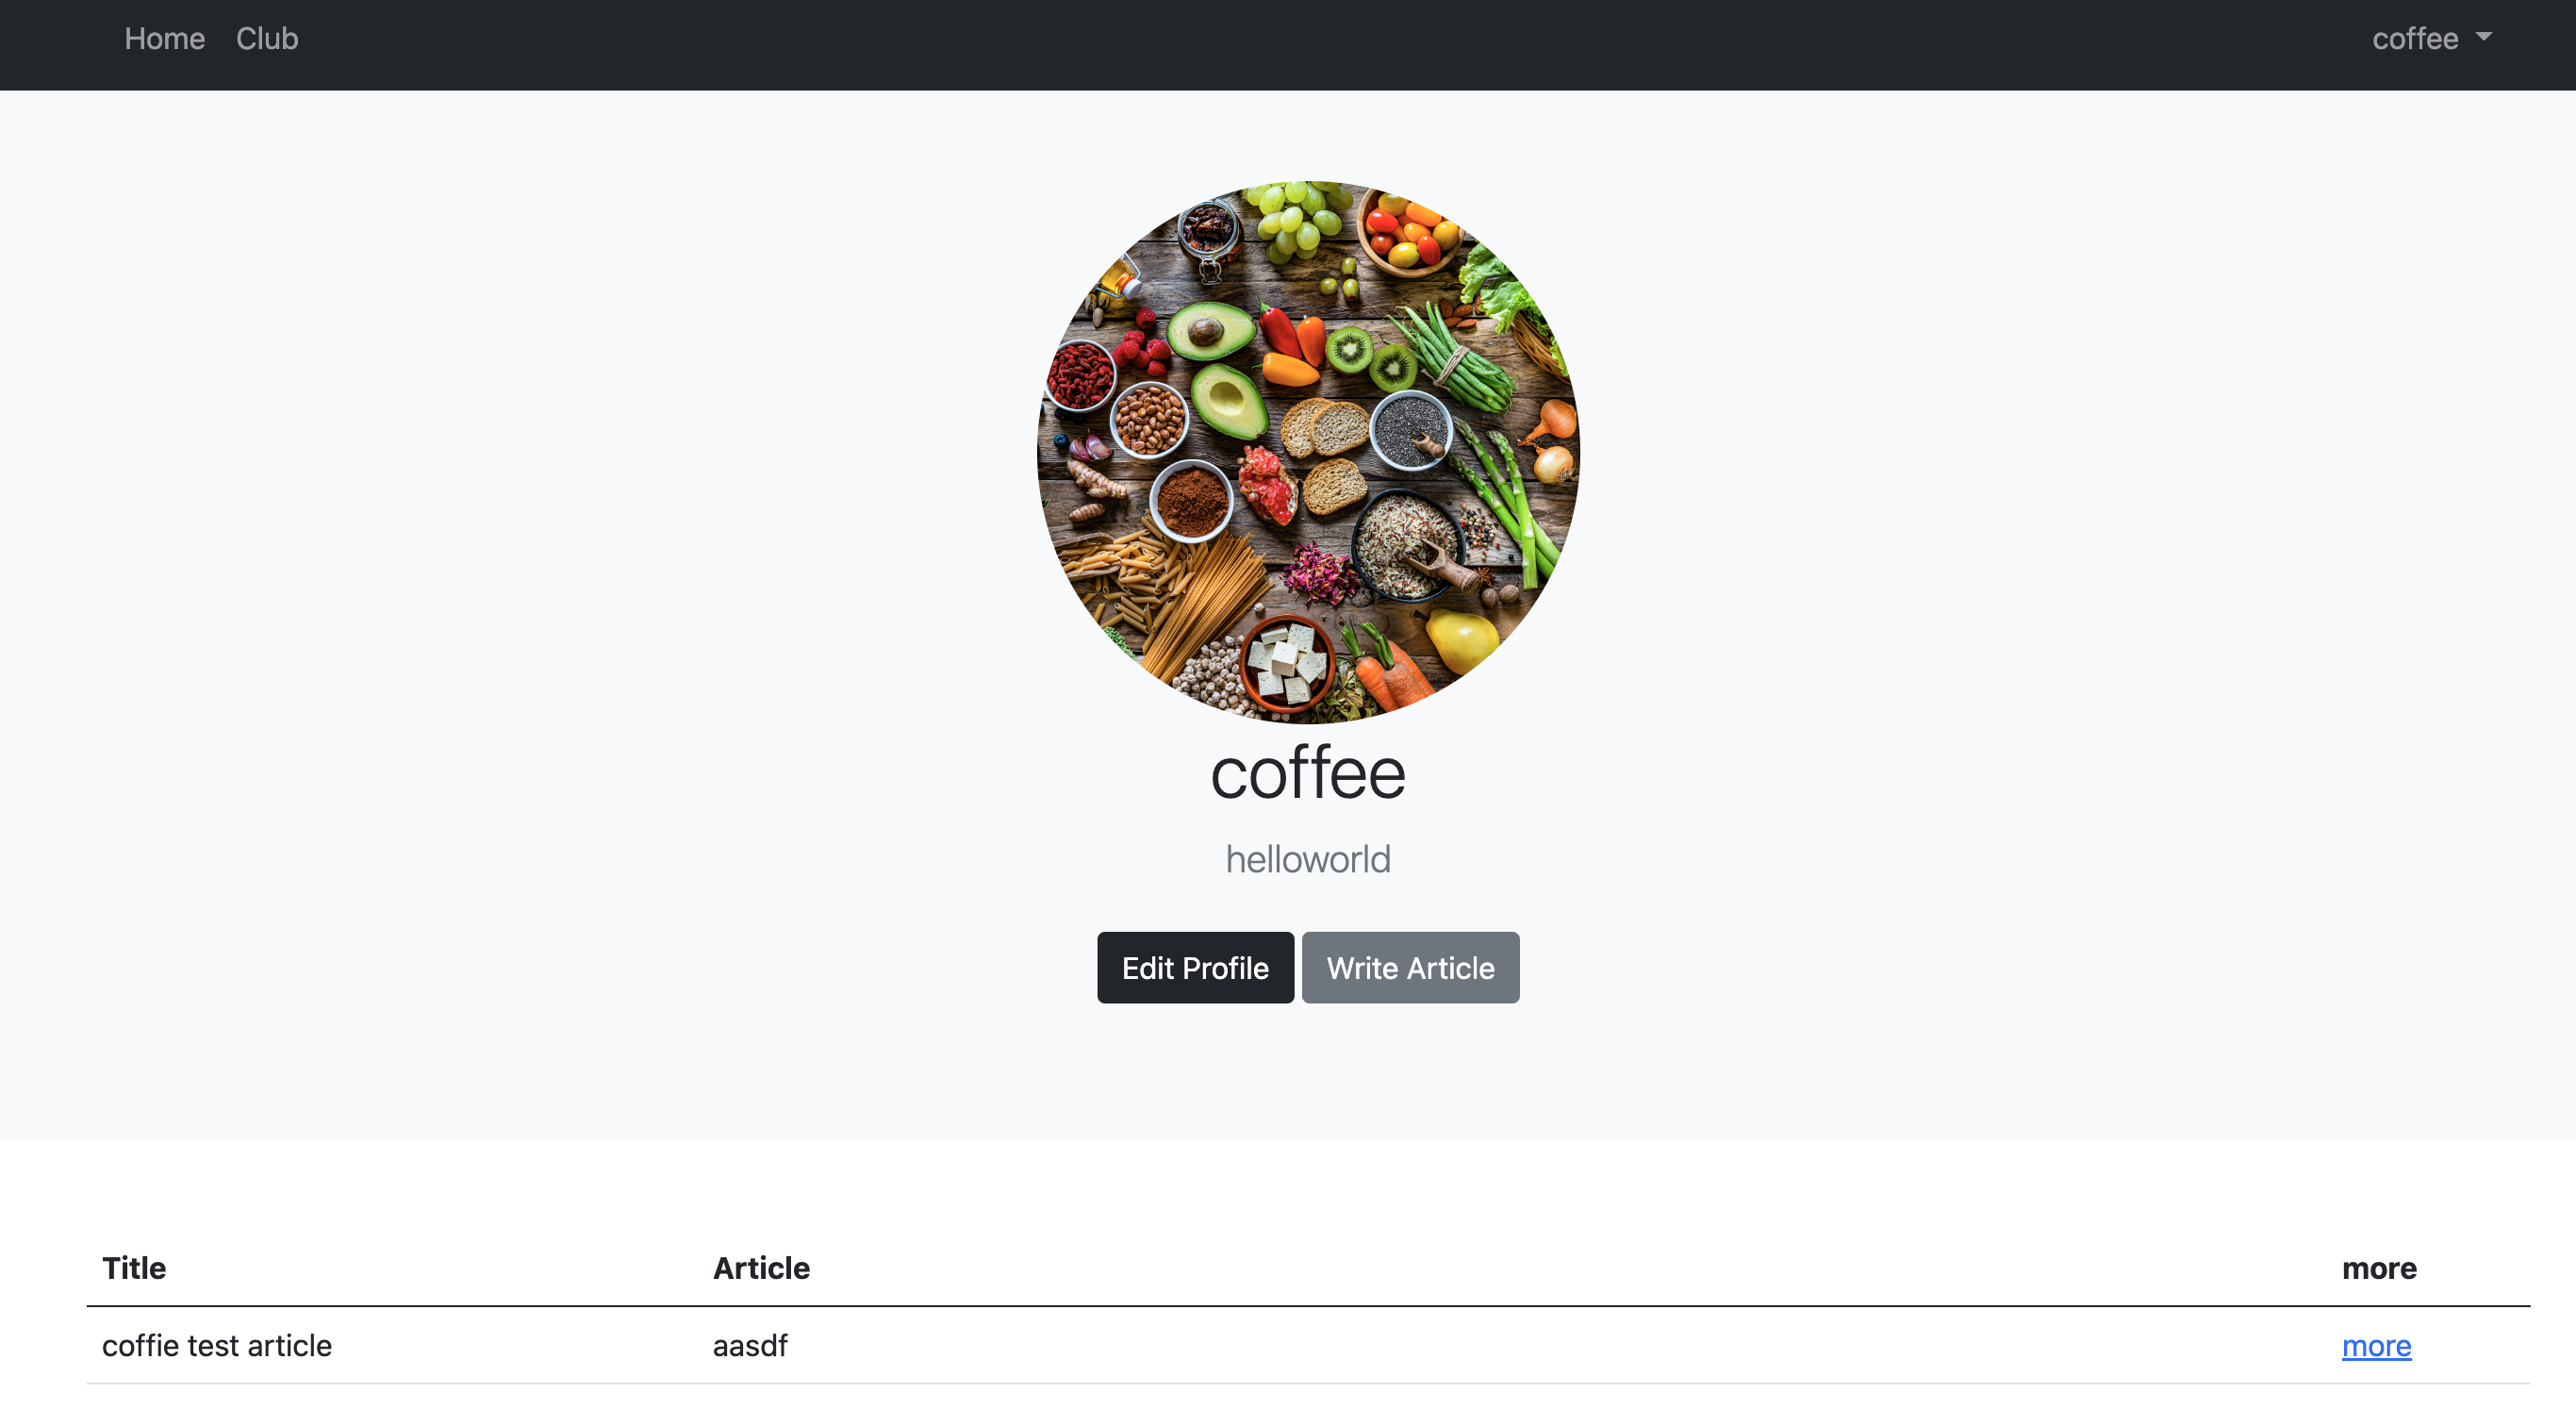 Home Club coffee
coffee
helloworld
Edit Profile Write Article
Title Article more
coffie test article aasdf more